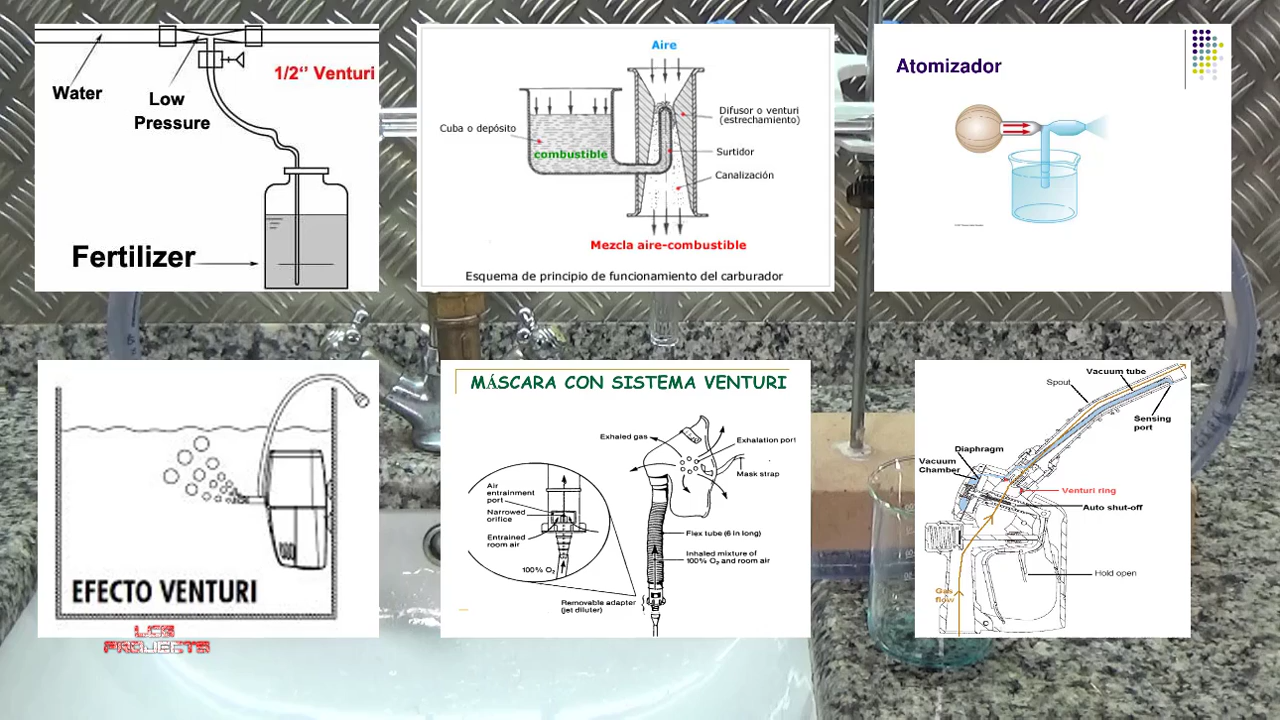 1/2‘’ Venturi
Water
Low
Pressure
Fertilizer
Aire
Cuba o depósito
combustible
Difusor o venturi
(estrechamiento)
Surtidor
Canalización
Mezcla aire-combustible
Esquema de principio de funcionamiento del carburador
Atomizador
EFECTO VENTURI
LCS
PROJECTS
MÁSCARA CON SISTEMA VENTURI
Exhaled gas
Exhalation port
Mask strap
Air
entrainment
port
Narrowed
orifice
Entrained
room air
100% O₂
Flex tube (6 in long)
Inhaled mixture of
100% O₂ and room air
Removable adapter
(jet diluter)
Vacuum tube
Spout
Sensing
port
Diaphragm
Vacuum
Chamber
Venturi ring
Auto shut-off
Hold open
Gas
flow